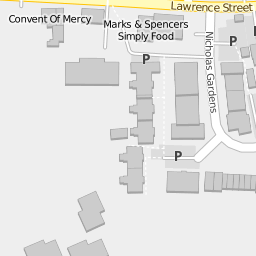 Lawrence Street
Convent Of Mercy
Marks & Spencers
Simply Food
P
P
Nicholas Gardens
P